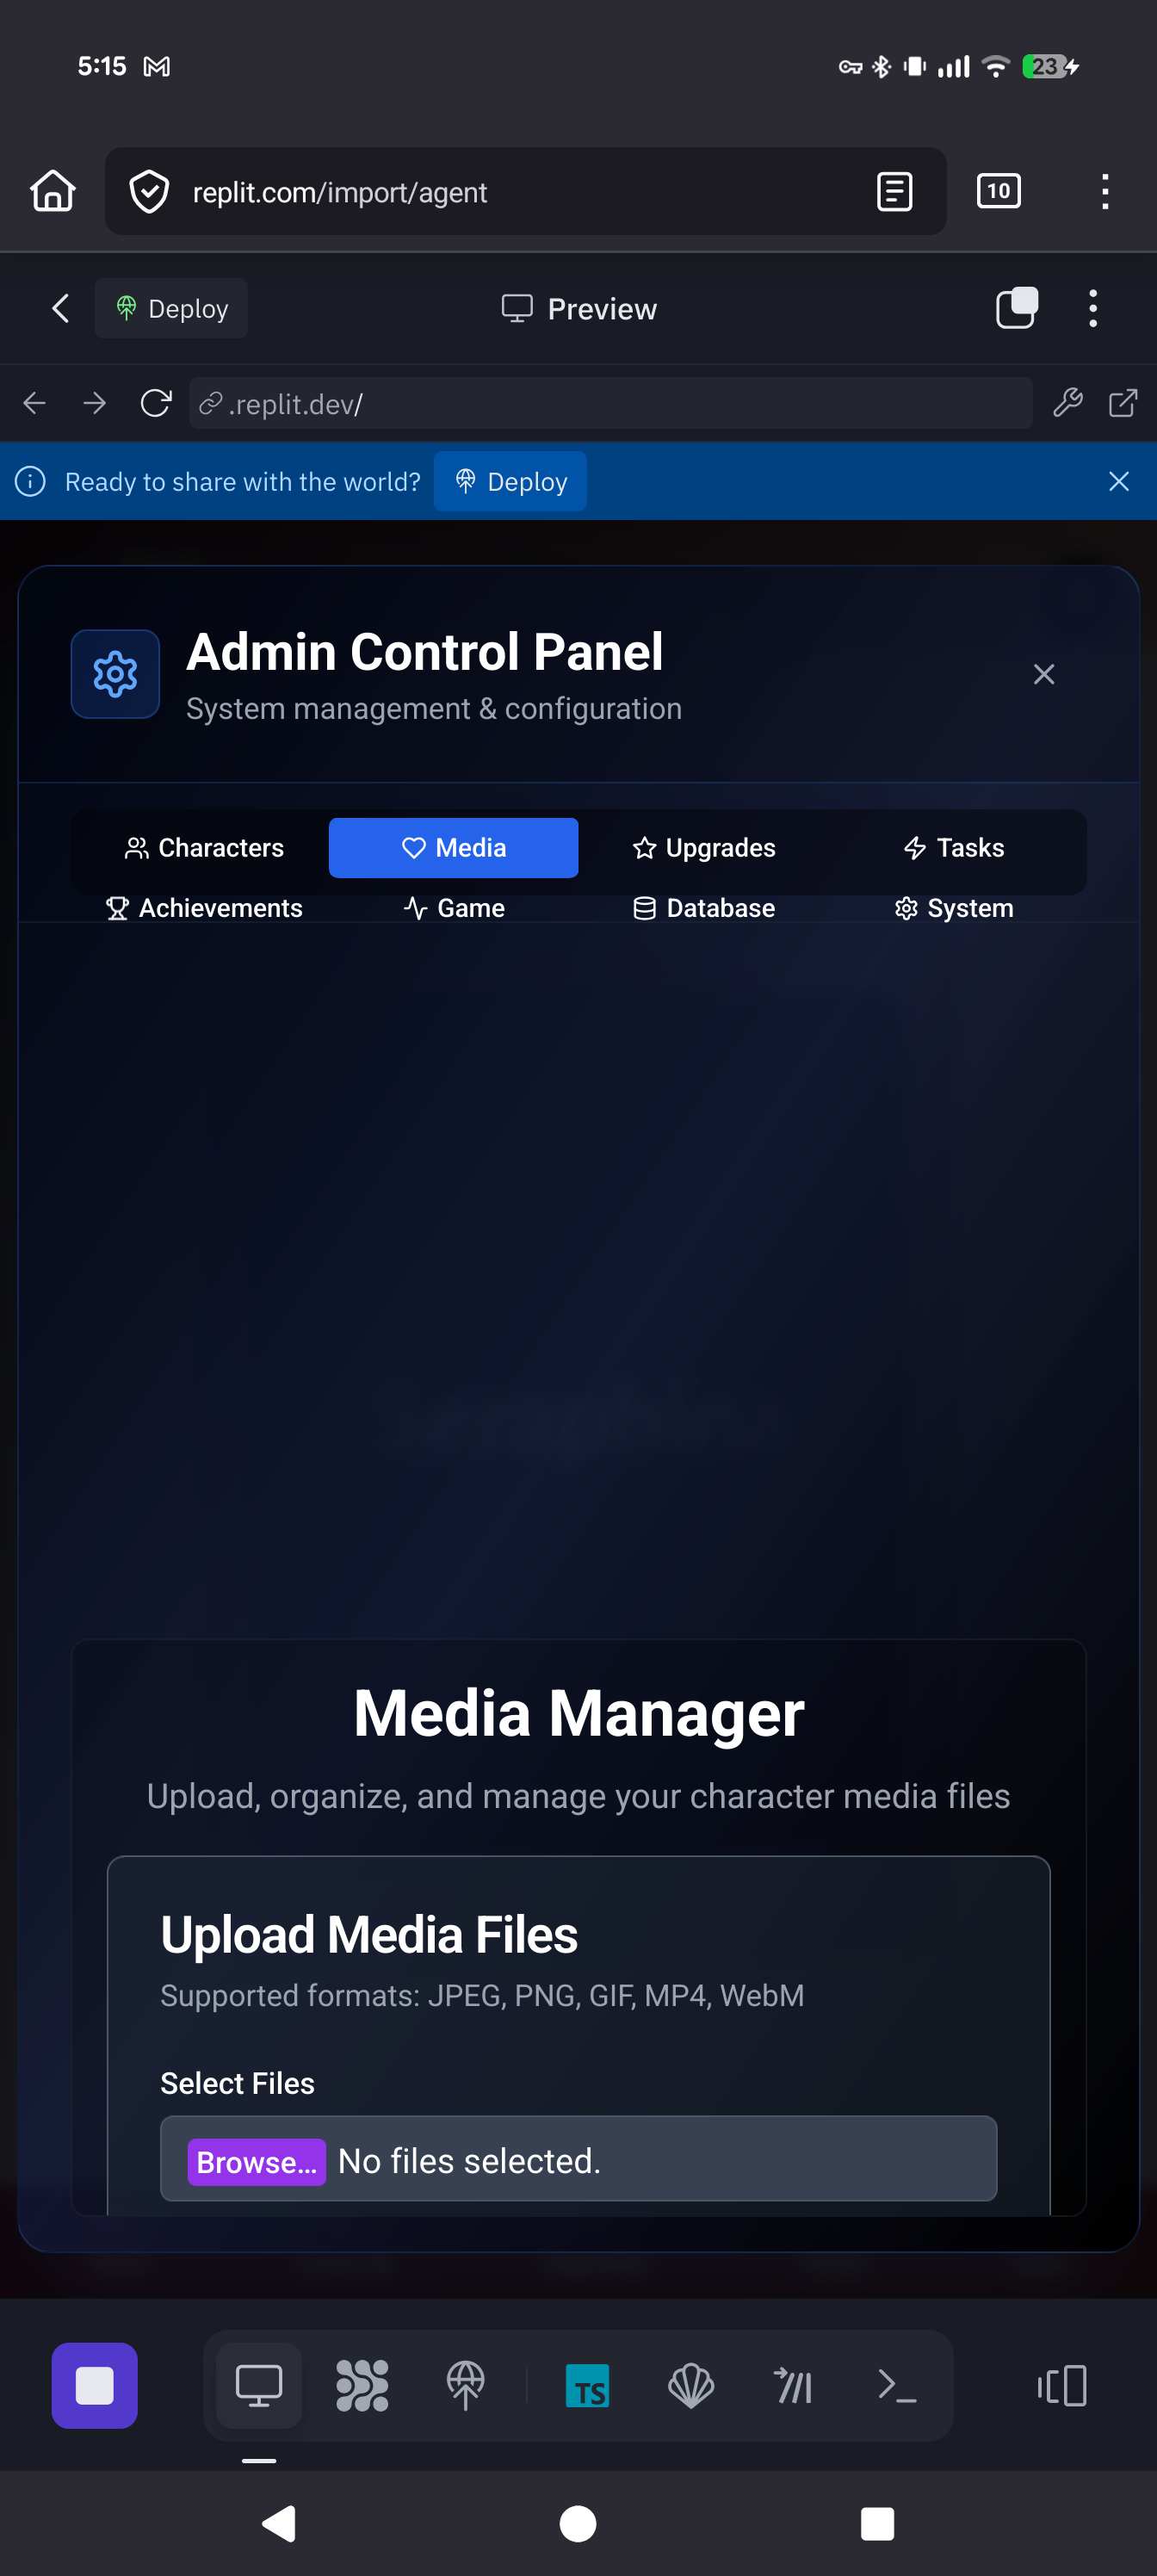 5:15
23
replit.com/import/agent
10
Deploy
Preview
.replit.dev/
Ready to share with the world?
Deploy
Admin Control Panel
System management & configuration
Characters
Media
Upgrades
Tasks
Achievements
Game
Database
System
Media Manager
Upload, organize, and manage your character media files
Upload Media Files
Supported formats: JPEG, PNG, GIF, MP4, WebM
Select Files
Browse...
No files selected.
TS